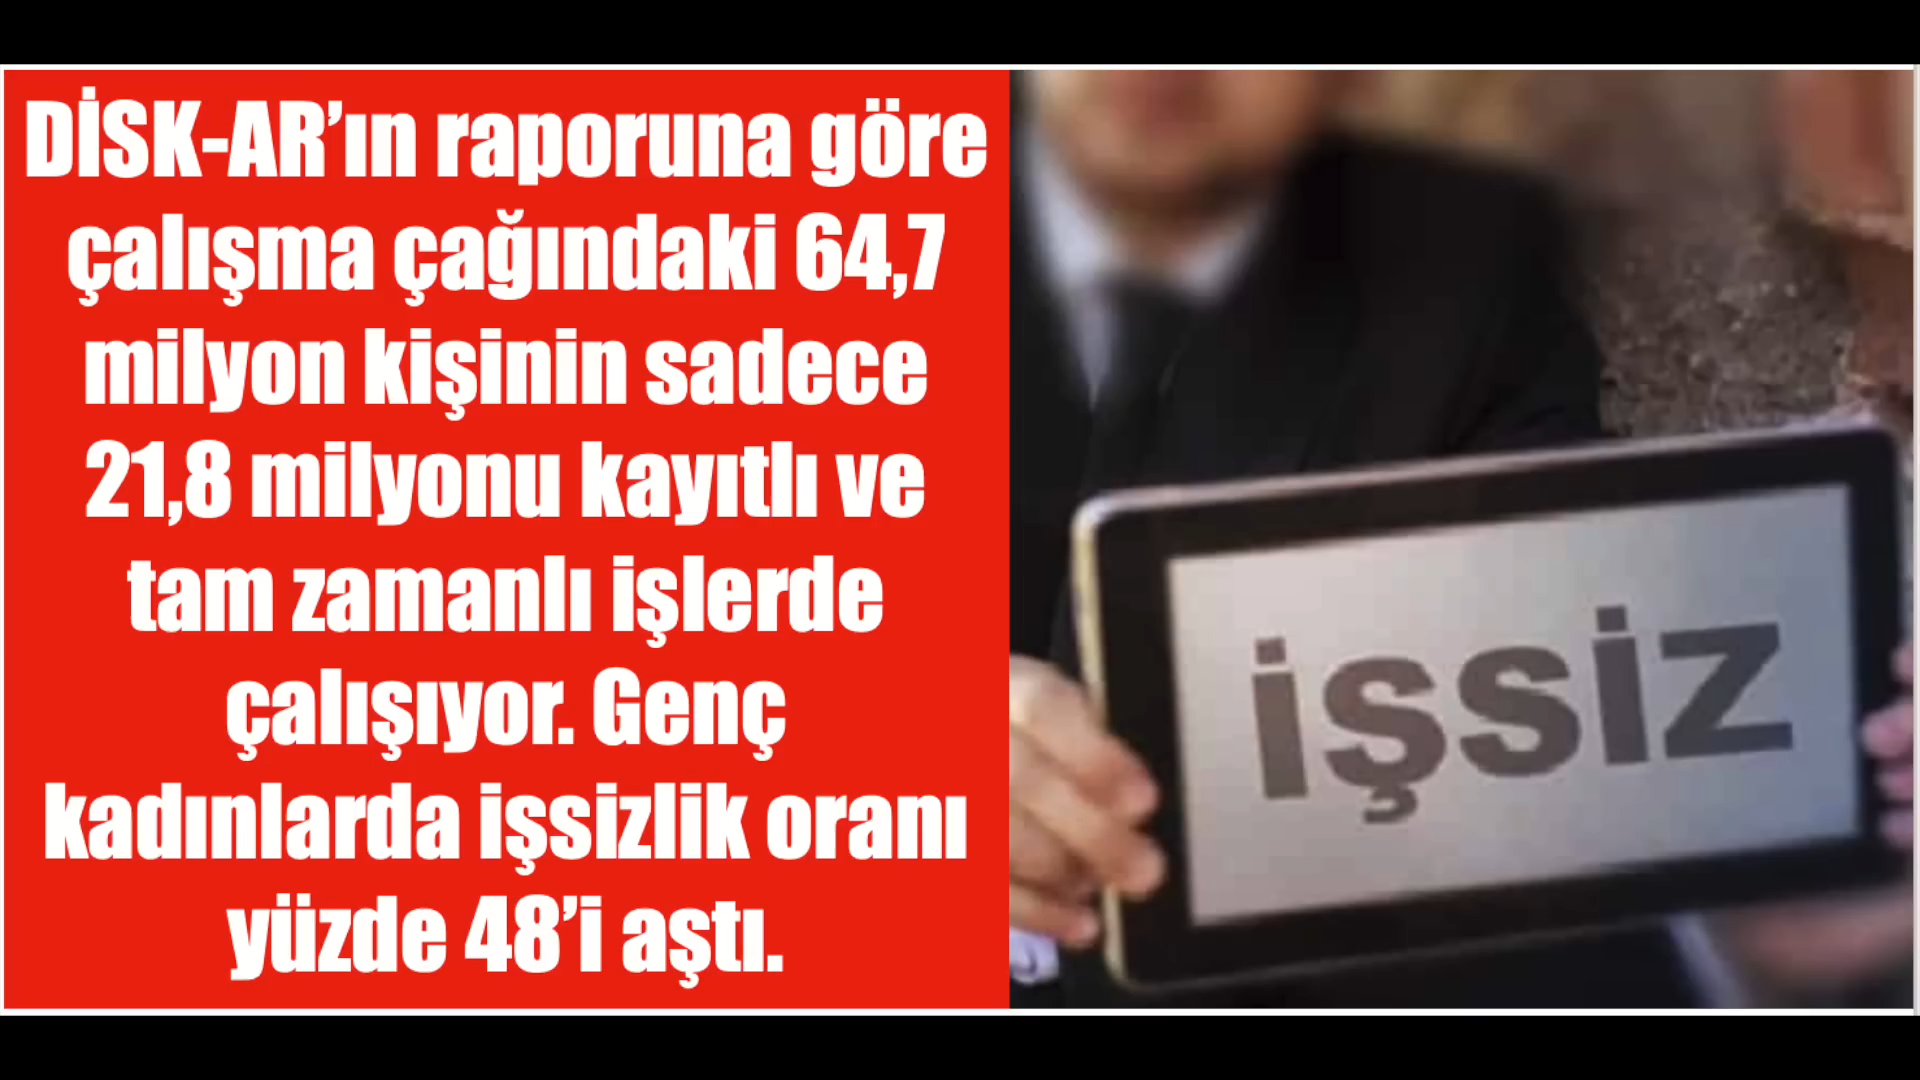 DİSK-AR’ın raporuna göre
çalışma çağındaki 64,7
milyon kişinin sadece
21,8 milyonu kayıtlı ve
tam zamanlı işlerde
çalışıyor. Genç
kadınlarda işsizlik oranı
yüzde 48’i aştı.
İŞSİZ